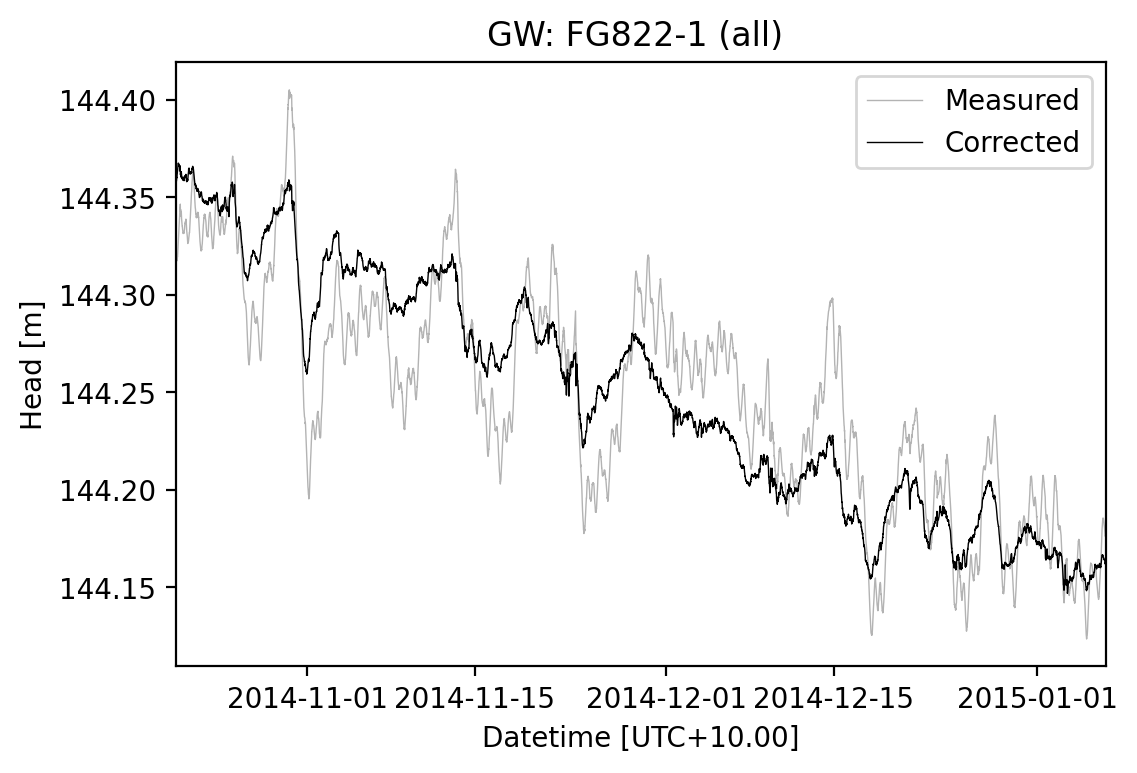 GW: FG822-1 (all)
144.40
144.35
144.30
144.25
144.20
144.15
Head [m]
Measured
Corrected
2014-11-01 2014-11-15 2014-12-01 2014-12-15 2015-01-01
Datetime [UTC+10.00]